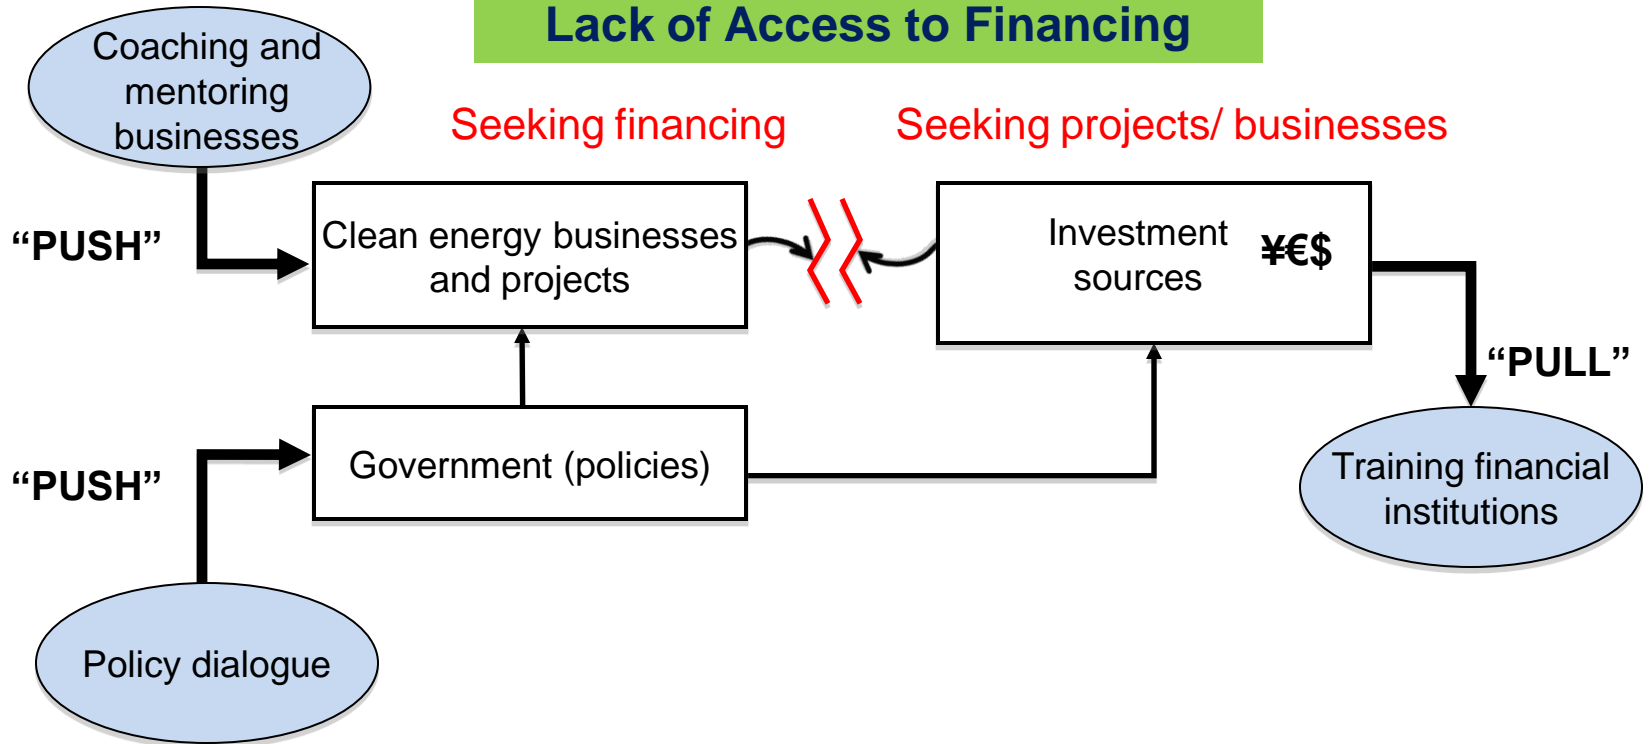 Lack of Access to Financing
Coaching and
mentoring
businesses
Seeking financing
Seeking projects/ businesses
“PUSH”
Clean energy businesses
and projects
Investment
sources
¥€$
“PULL”
“PUSH”
Government (policies)
Training financial
institutions
Policy dialogue